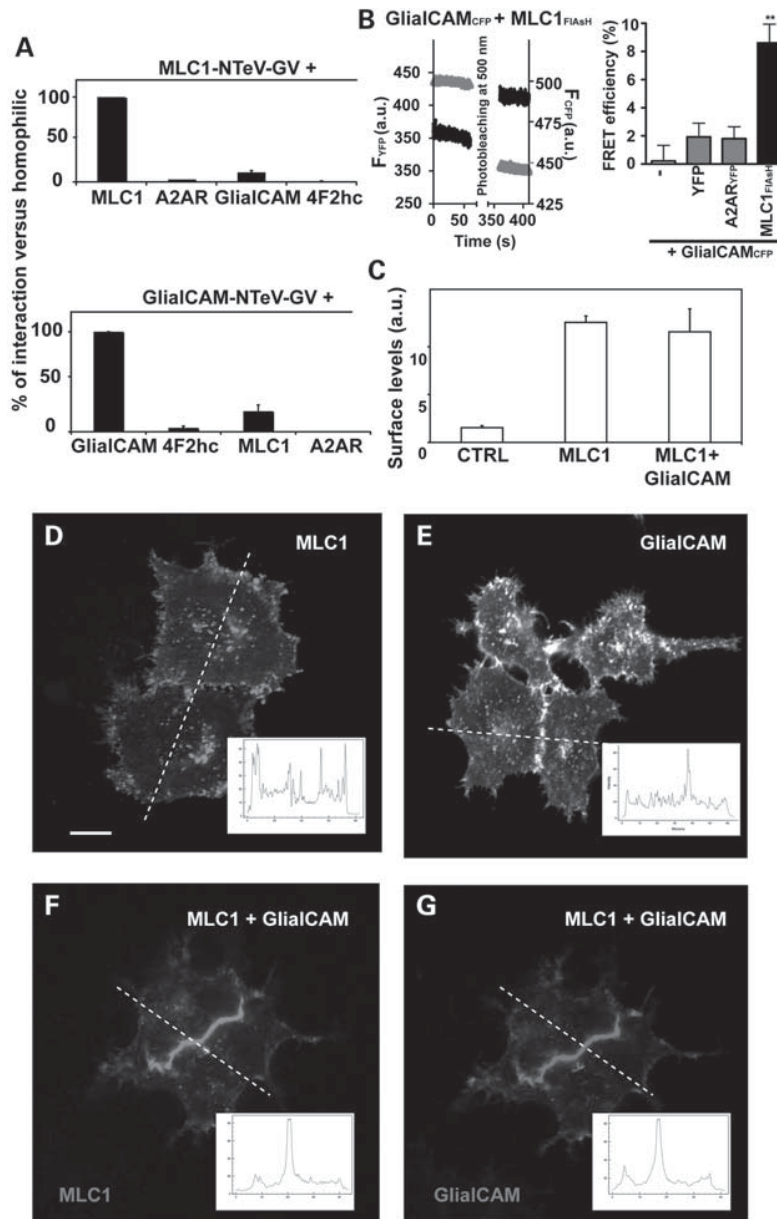 A
MLC1-NTeV-GV +
100
50
0
MLC1 A2AR GlialCAM 4F2hc
GlialCAM-NTeV-GV +
100
50
0
GlialCAM 4F2hc MLC1 A2AR
% of interaction versus homophilic
B
GlialCAMCFP + MLC1FlAsH
450
400
350
350
250
FYFP (a.u.)
Photobleaching at 500 nm
500
475
450
425
FCFP (a.u.)
0 50 350 400
Time (s)
FRET efficiency (%)
10
8
6
4
2
0
**
-
YFP
A2ARYFP
MLC1FlAsH
+ GlialCAMCFP
C
Surface levels (a.u.)
10
5
0
CTRL MLC1 MLC1+
GlialCAM
D
MLC1
E
GlialCAM
F
MLC1 + GlialCAM
MLC1
G
MLC1 + GlialCAM
GlialCAM